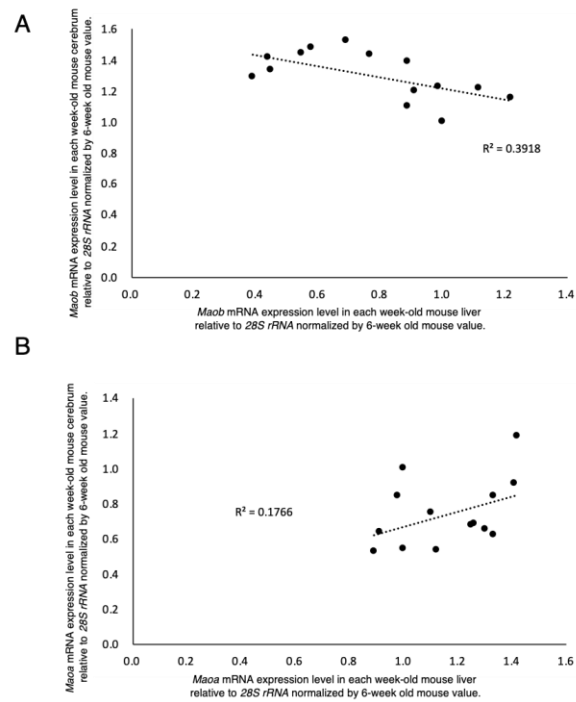 A
Maob mRNA expression level in each week-old mouse cerebrum
relative to 28S rRNA normalized by 6-week old mouse value.
1.6
1.4
1.2
1.0
0.8
0.6
0.4
0.2
0.0
R² = 0.3918
0.0 0.2 0.4 0.6 0.8 1.0 1.2 1.4
Maob mRNA expression level in each week-old mouse liver
relative to 28S rRNA normalized by 6-week old mouse value.
B
Maoa mRNA expression level in each week-old mouse cerebrum
relative to 28S rRNA normalized by 6-week old mouse value.
1.4
1.2
1.0
0.8
0.6
0.4
0.2
0.0
R² = 0.1766
0.0 0.2 0.4 0.6 0.8 1.0 1.2 1.4 1.6
Maoa mRNA expression level in each week-old mouse liver
relative to 28S rRNA normalized by 6-week old mouse value.